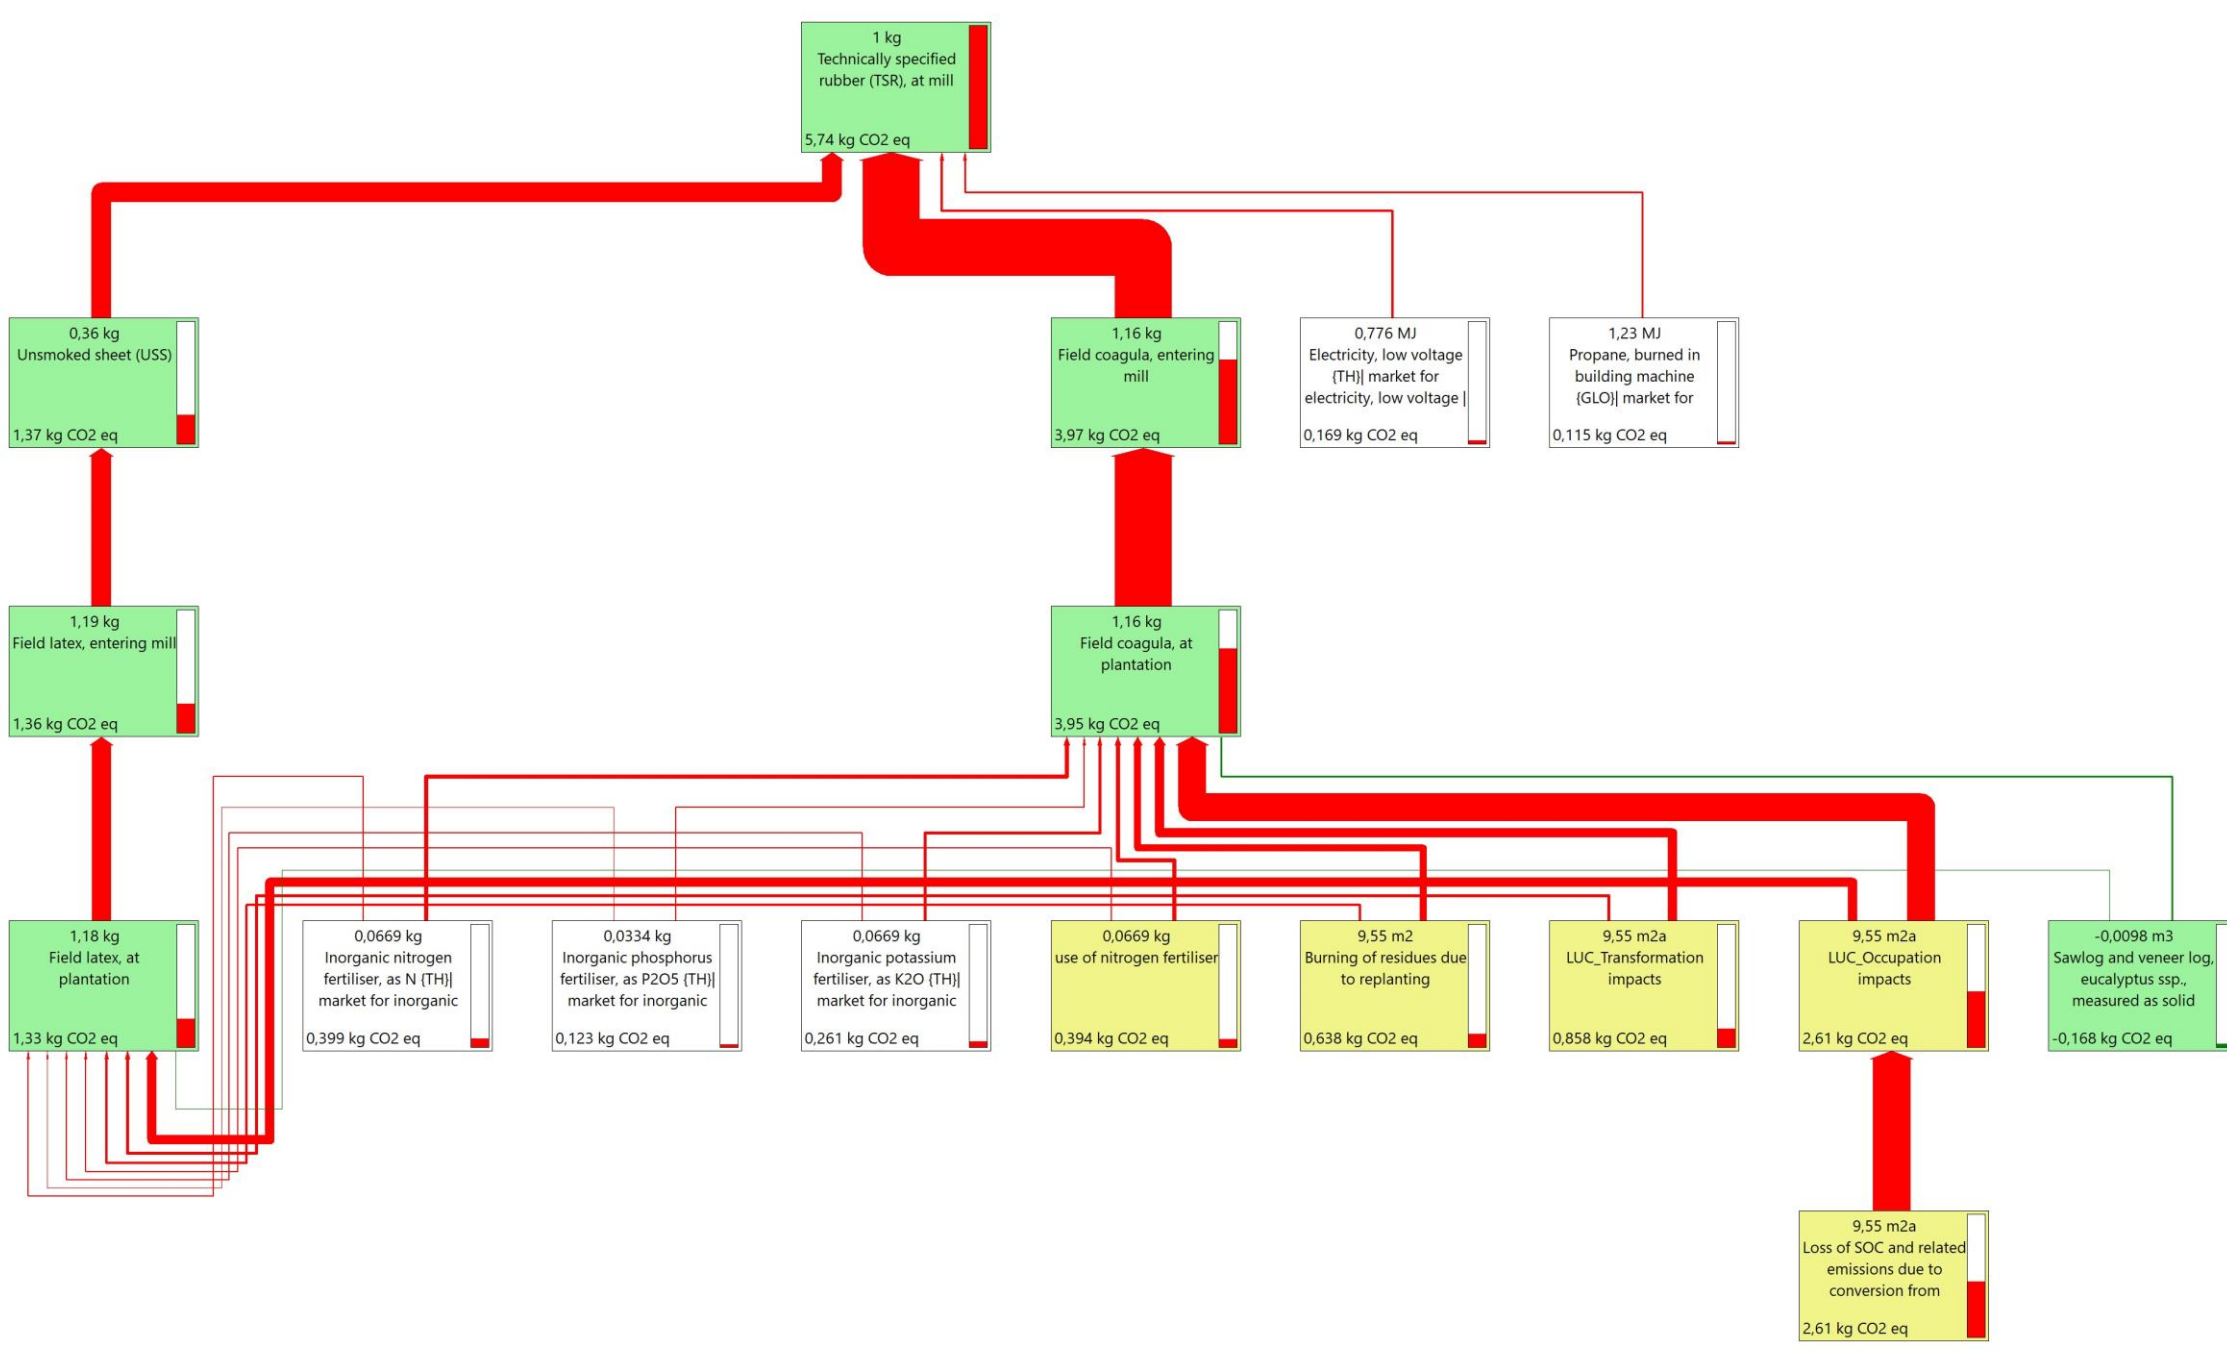 1 kg
Technically specified
rubber (TSR), at mill
5,74 kg CO2 eq
0,36 kg
Unsmoked sheet (USS)
1,37 kg CO2 eq
1,16 kg
Field coagula, entering
mill
3,97 kg CO2 eq
0,776 MJ
Electricity, low voltage
{TH}| market for
electricity, low voltage |
0,169 kg CO2 eq
1,23 MJ
Propane, burned in
building machine
{GLO}| market for
0,115 kg CO2 eq
1,19 kg
Field latex, entering mill
1,36 kg CO2 eq
1,16 kg
Field coagula, at
plantation
3,95 kg CO2 eq
1,18 kg
Field latex, at
plantation
1,33 kg CO2 eq
0,0669 kg
Inorganic nitrogen
fertiliser, as N {TH}|
market for inorganic
0,399 kg CO2 eq
0,0334 kg
Inorganic phosphorus
fertiliser, as P2O5 {TH}|
market for inorganic
0,123 kg CO2 eq
0,0669 kg
Inorganic potassium
fertiliser, as K2O {TH}|
market for inorganic
0,261 kg CO2 eq
0,0669 kg
use of nitrogen fertiliser
0,394 kg CO2 eq
9,55 m2
Burning of residues due
to replanting
0,638 kg CO2 eq
9,55 m2a
LUC_Transformation
impacts
0,858 kg CO2 eq
9,55 m2a
LUC_Occupation
impacts
2,61 kg CO2 eq
-0,0098 m3
Sawlog and veneer log,
eucalyptus ssp.,
measured as solid
-0,168 kg CO2 eq
9,55 m2a
Loss of SOC and related
emissions due to
conversion from
2,61 kg CO2 eq